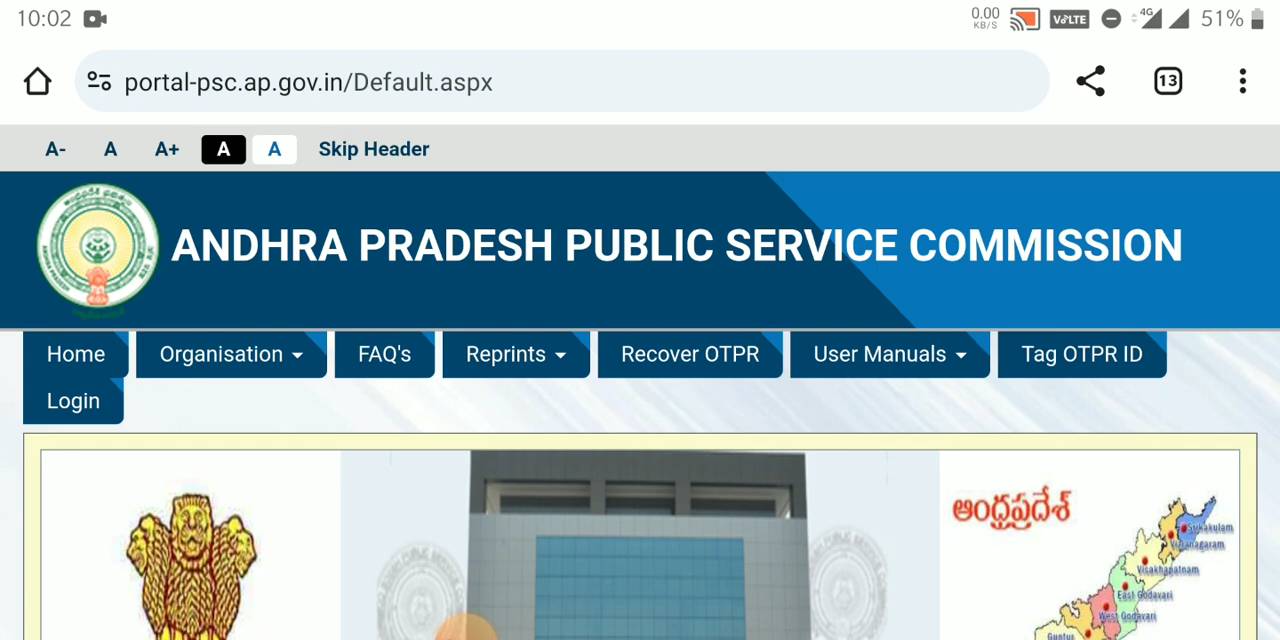 10:02
0.00 KB/S VoLTE 4G 51%
portal-psc.ap.gov.in/Default.aspx
13
A- A A+ A A Skip Header
ANDHRA PRADESH PUBLIC SERVICE COMMISSION
Home Organisation FAQ's Reprints Recover OTPR User Manuals Tag OTPR ID
Login
ఆంధ్రప్రదేశ్
Srikakulam
Vizianagaram
Visakhapatnam
East Godavari
West Godavari
Guntur